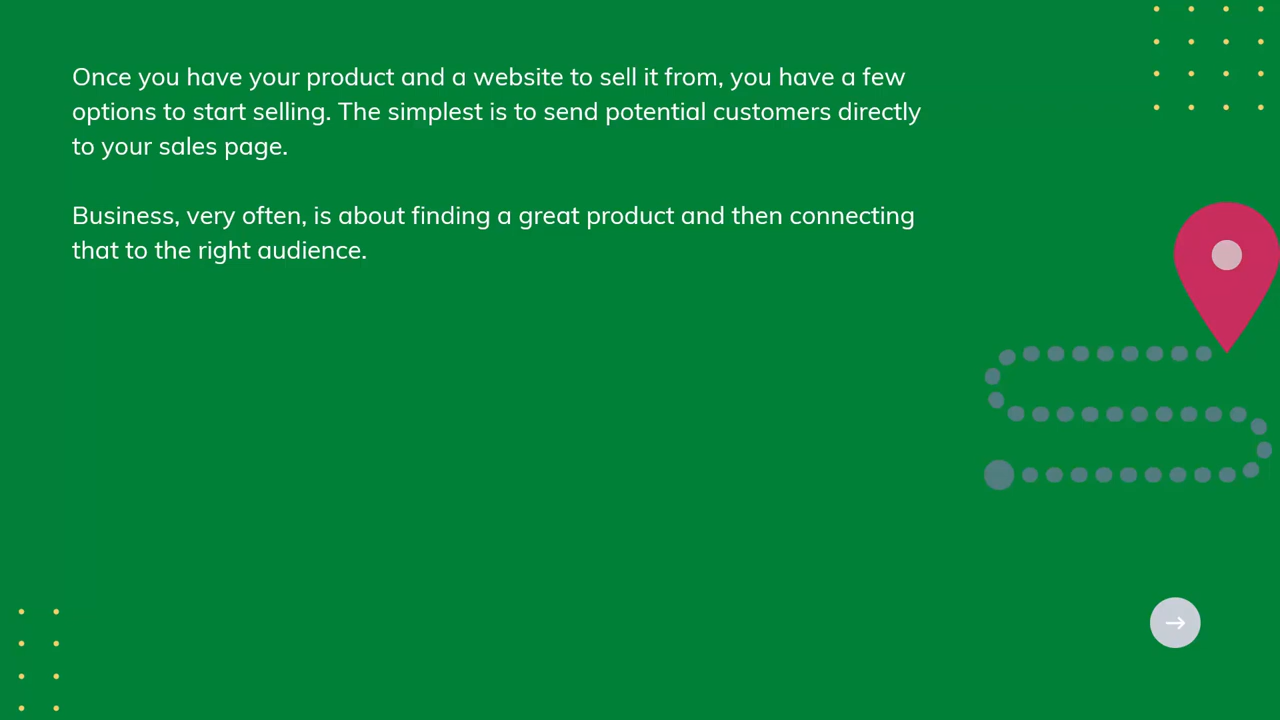 Once you have your product and a website to sell it from, you have a few
options to start selling. The simplest is to send potential customers directly
to your sales page.
Business, very often, is about finding a great product and then connecting
that to the right audience.